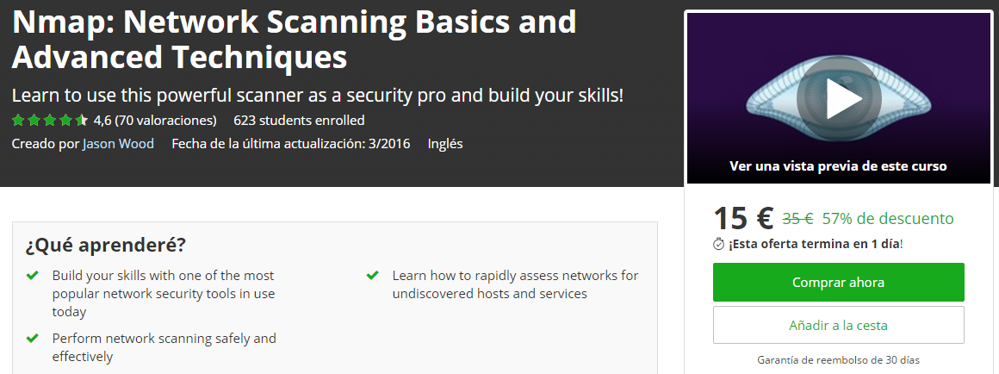 Nmap: Network Scanning Basics and
Advanced Techniques
Learn to use this powerful scanner as a security pro and build your skills!
4,6 (70 valoraciones) 623 students enrolled
Creado por Jason Wood Fecha de la última actualización: 3/2016 Inglés
Ver una vista previa de este curso
15 € 35 € 57% de descuento
¡Esta oferta termina en 1 día!
Comprar ahora
Añadir a la cesta
Garantía de reembolso de 30 días
¿Qué aprenderé?
Build your skills with one of the most
popular network security tools in use
today
Perform network scanning safely and
effectively
Learn how to rapidly assess networks for
undiscovered hosts and services